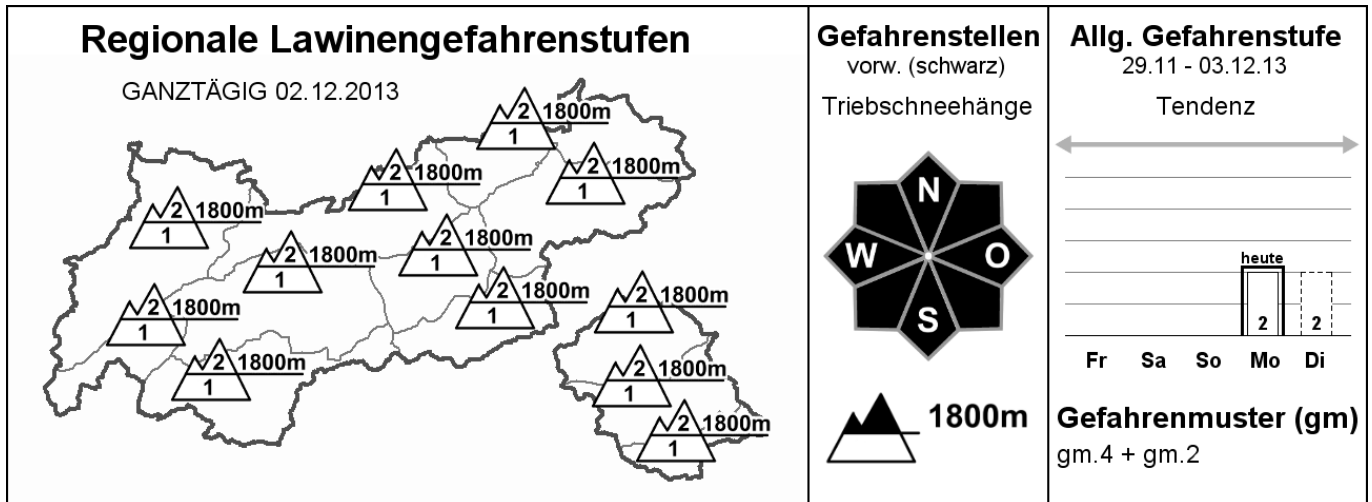 Regionale Lawinengefahrenstufen
GANZTÄGIG 02.12.2013
2 1800m
1
2 1800m
1
2 1800m
1
2 1800m
1
2 1800m
1
2 1800m
1
2 1800m
1
2 1800m
1
2 1800m
1
2 1800m
1
2 1800m
1
2 1800m
1
Gefahrenstellen
vorw. (schwarz)
Triebschneehänge
N
W O
S
1800m
Allg. Gefahrenstufe
29.11 - 03.12.13
Tendenz
heute
2 2
Fr Sa So Mo Di
Gefahrenmuster (gm)
gm.4 + gm.2